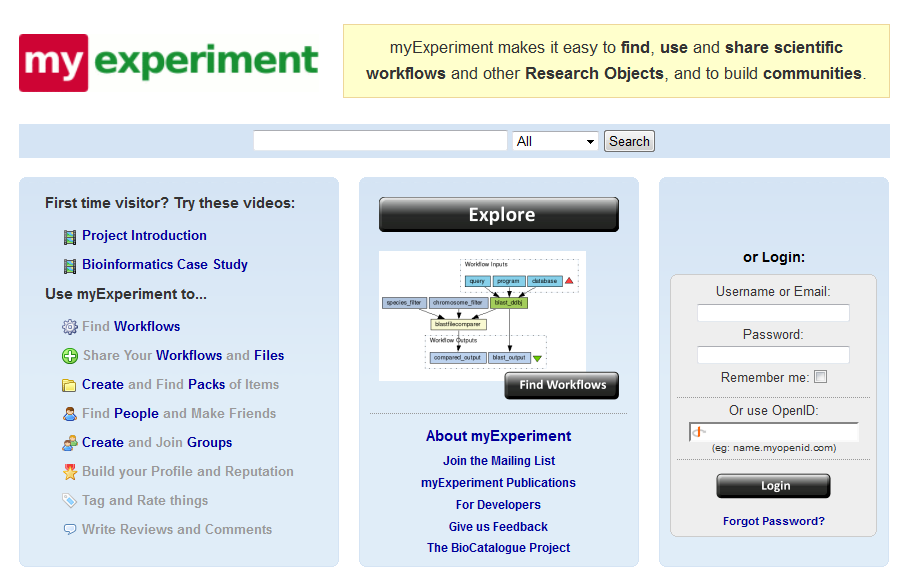 my experiment
myExperiment makes it easy to find, use and share scientific
workflows and other Research Objects, and to build communities.
All
Search
First time visitor? Try these videos:
Project Introduction
Bioinformatics Case Study
Use myExperiment to...
Find Workflows
Share Your Workflows and Files
Create and Find Packs of Items
Find People and Make Friends
Create and Join Groups
Build your Profile and Reputation
Tag and Rate things
Write Reviews and Comments
Explore
Workflow Inputs
query program database
species_filter chromosome_filter blast_ddbj
blastfilecomparer
Workflow Outputs
compared_output blast_output
Find Workflows
About myExperiment
Join the Mailing List
myExperiment Publications
For Developers
Give us Feedback
The BioCatalogue Project
or Login:
Username or Email:
Password:
Remember me:
Or use OpenID:
(eg: name.myopenid.com)
Login
Forgot Password?